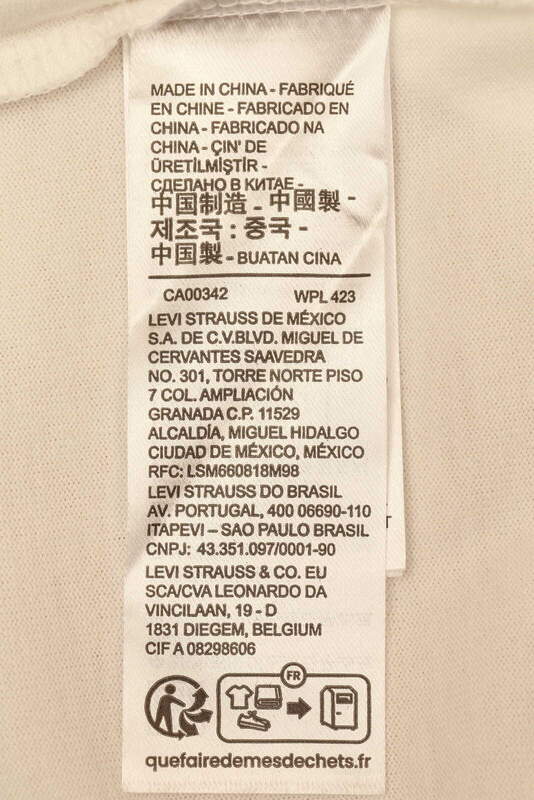 MADE IN CHINA - FABRIQUÉ
EN CHINE - FABRICADO EN
CHINA - FABRICADO NA
CHINA - ÇIN' DE
ÜRETİLMİŞTİR -
СДЕЛАНО В КИТАЕ -
中国制造 - 中國製 -
제조국 : 중국 -
中国製 - BUATAN CINA
CA00342 WPL 423
LEVI STRAUSS DE MÉXICO
S.A. DE C.V.BLVD. MIGUEL DE
CERVANTES SAAVEDRA
NO. 301, TORRE NORTE PISO
7 COL. AMPLIACIÓN
GRANADA C.P. 11529
ALCALDÍA, MIGUEL HIDALGO
CIUDAD DE MÉXICO, MÉXICO
RFC: LSM660818M98
LEVI STRAUSS DO BRASIL
AV. PORTUGAL, 400 06690-110
ITAPEVI – SAO PAULO BRASIL
CNPJ: 43.351.097/0001-90
LEVI STRAUSS & CO. EU
SCA/CVA LEONARDO DA
VINCILAAN, 19 - D
1831 DIEGEM, BELGIUM
CIF A 08298606
FR
quefairedemesdechets.fr